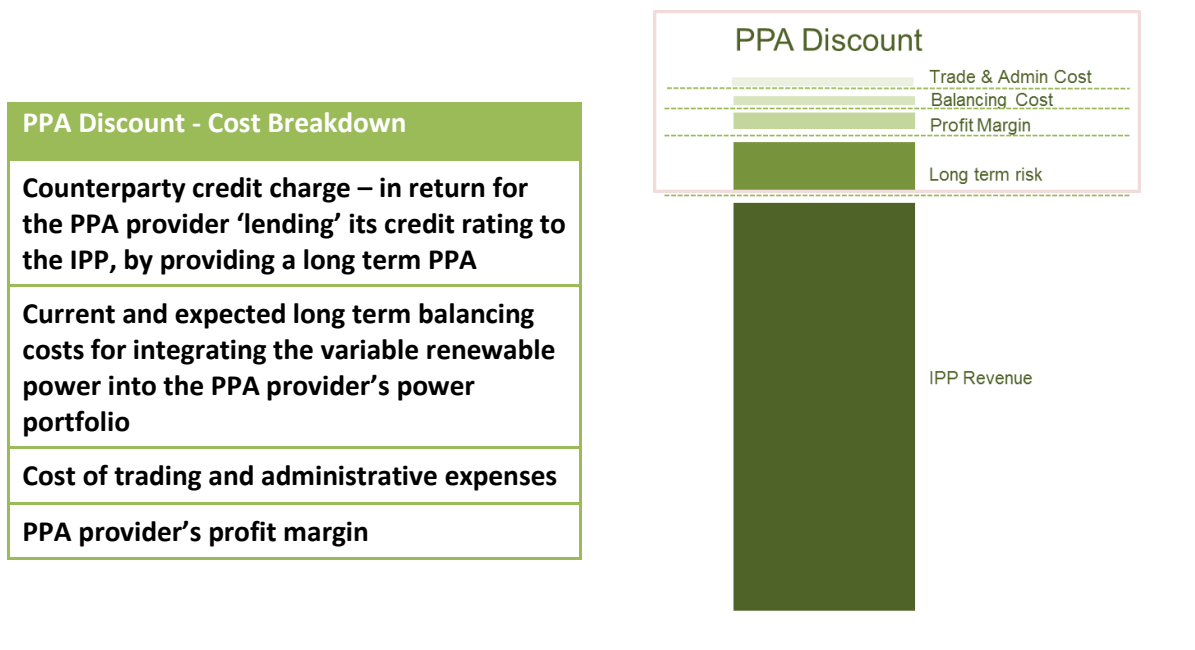 PPA Discount - Cost Breakdown
Counterparty credit charge – in return for
the PPA provider ‘lending’ its credit rating to
the IPP, by providing a long term PPA
Current and expected long term balancing
costs for integrating the variable renewable
power into the PPA provider’s power
portfolio
Cost of trading and administrative expenses
PPA provider’s profit margin
PPA Discount
Trade & Admin Cost
Balancing Cost
Profit Margin
Long term risk
IPP Revenue